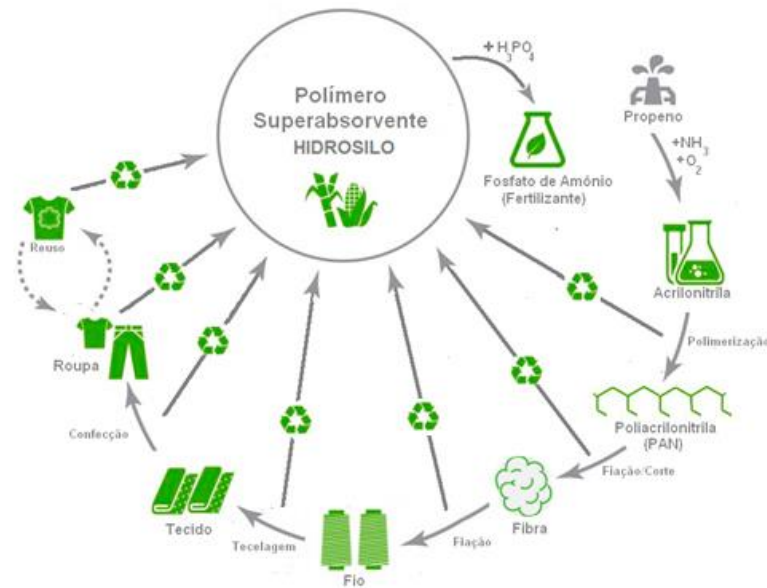 Polímero
Superabsorvente
HIDROSILO
+ H3PO4
Fosfato de Amônio
(Fertilizante)
Propeno
+NH3
+O2
Acrilonitrila
Polimerização
Poliacrilonitrila
(PAN)
Fiação/Corte
Fibra
Fiação
Fio
Tecelagem
Tecido
Confecção
Roupa
Reuso